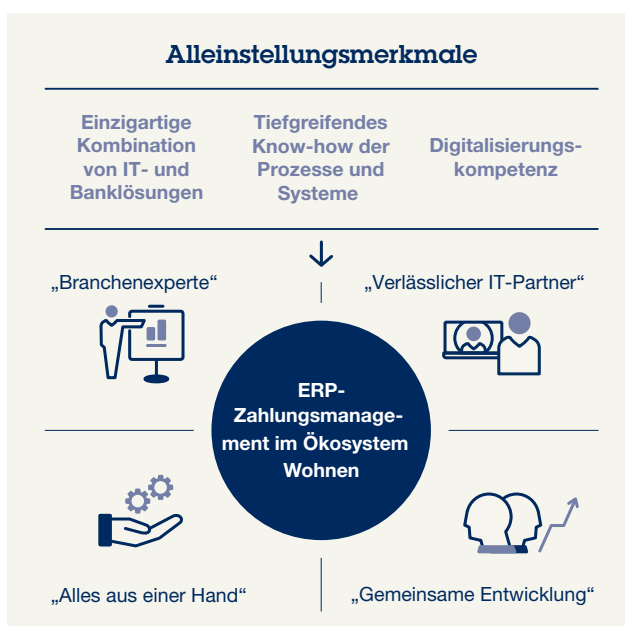 Alleinstellungsmerkmale
Einzigartige
Kombination
von IT- und
Banklösungen
Tiefgreifendes
Know-how der
Prozesse und
Systeme
Digitalisierungs-
kompetenz
„Branchenexperte“
„Verlässlicher IT-Partner“
ERP-
Zahlungsmanage-
ment im Ökosystem
Wohnen
„Alles aus einer Hand“
„Gemeinsame Entwicklung“